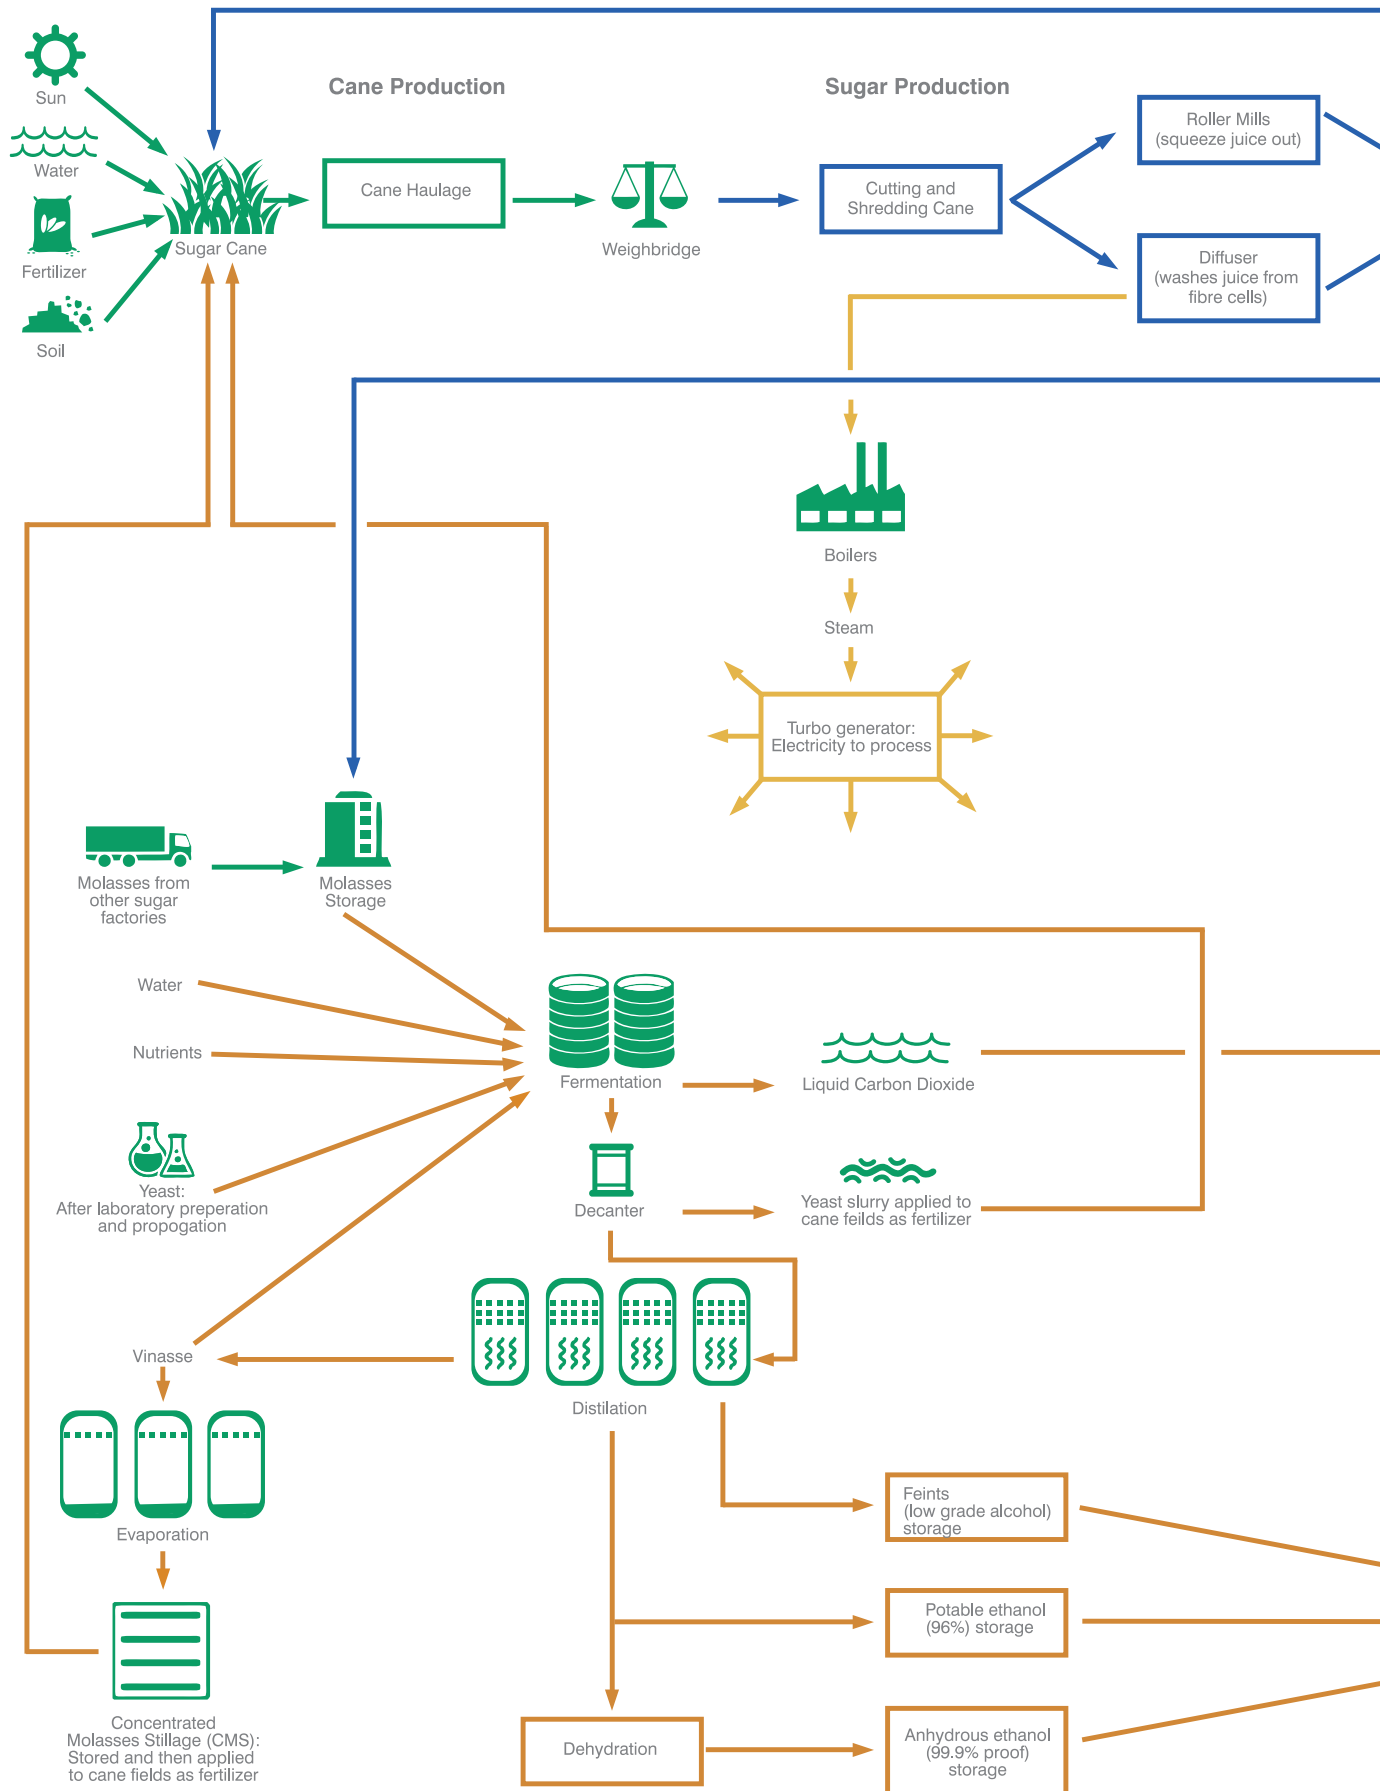 Cane Production
Sugar Production
Sun
Water
Fertilizer
Soil
Sugar Cane
Cane Haulage
Weighbridge
Cutting and
Shredding Cane
Roller Mills
(squeeze juice out)
Diffuser
(washes juice from
fibre cells)
Boilers
Steam
Turbo generator:
Electricity to process
Molasses from
other sugar
factories
Molasses
Storage
Water
Nutrients
Yeast:
After laboratory preperation
and propogation
Fermentation
Liquid Carbon Dioxide
Decanter
Yeast slurry applied to
cane feilds as fertilizer
Vinasse
Distilation
Evaporation
Concentrated
Molasses Stillage (CMS):
Stored and then applied
to cane fields as fertilizer
Feints
(low grade alcohol)
storage
Potable ethanol
(96%) storage
Dehydration
Anhydrous ethanol
(99.9% proof)
storage